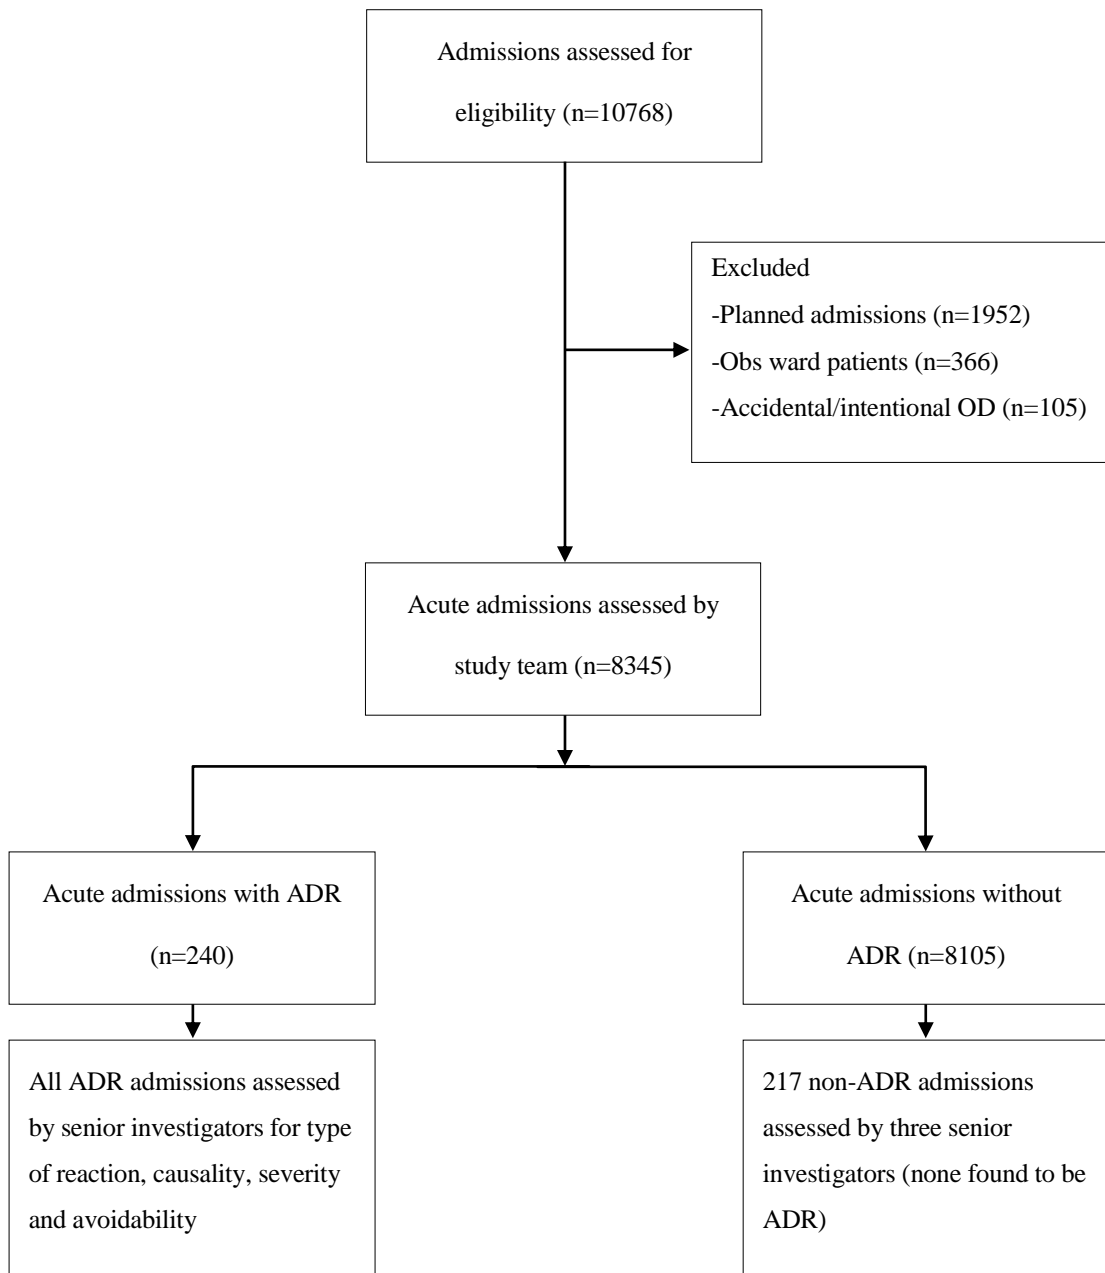 Admissions assessed for
eligibility (n=10768)
Excluded
-Planned admissions (n=1952)
-Obs ward patients (n=366)
-Accidental/intentional OD (n=105)
Acute admissions assessed by
study team (n=8345)
Acute admissions with ADR
(n=240)
Acute admissions without
ADR (n=8105)
All ADR admissions assessed
by senior investigators for type
of reaction, causality, severity
and avoidability
217 non-ADR admissions
assessed by three senior
investigators (none found to be
ADR)